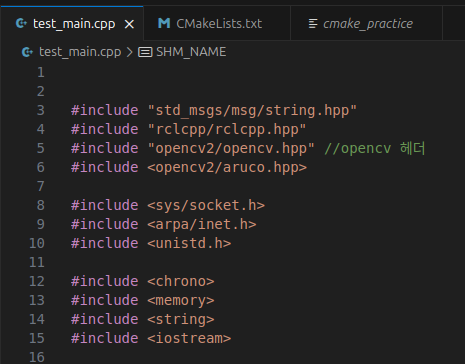 test_main.cpp × CMakeLists.txt cmake_practice
test_main.cpp > SHM_NAME
1
2
3 #include "std_msgs/msg/string.hpp"
4 #include "rclcpp/rclcpp.hpp"
5 #include "opencv2/opencv.hpp" //opencv 헤더
6 #include <opencv2/aruco.hpp>
7
8 #include <sys/socket.h>
9 #include <arpa/inet.h>
10 #include <unistd.h>
11
12 #include <chrono>
13 #include <memory>
14 #include <string>
15 #include <iostream>
16